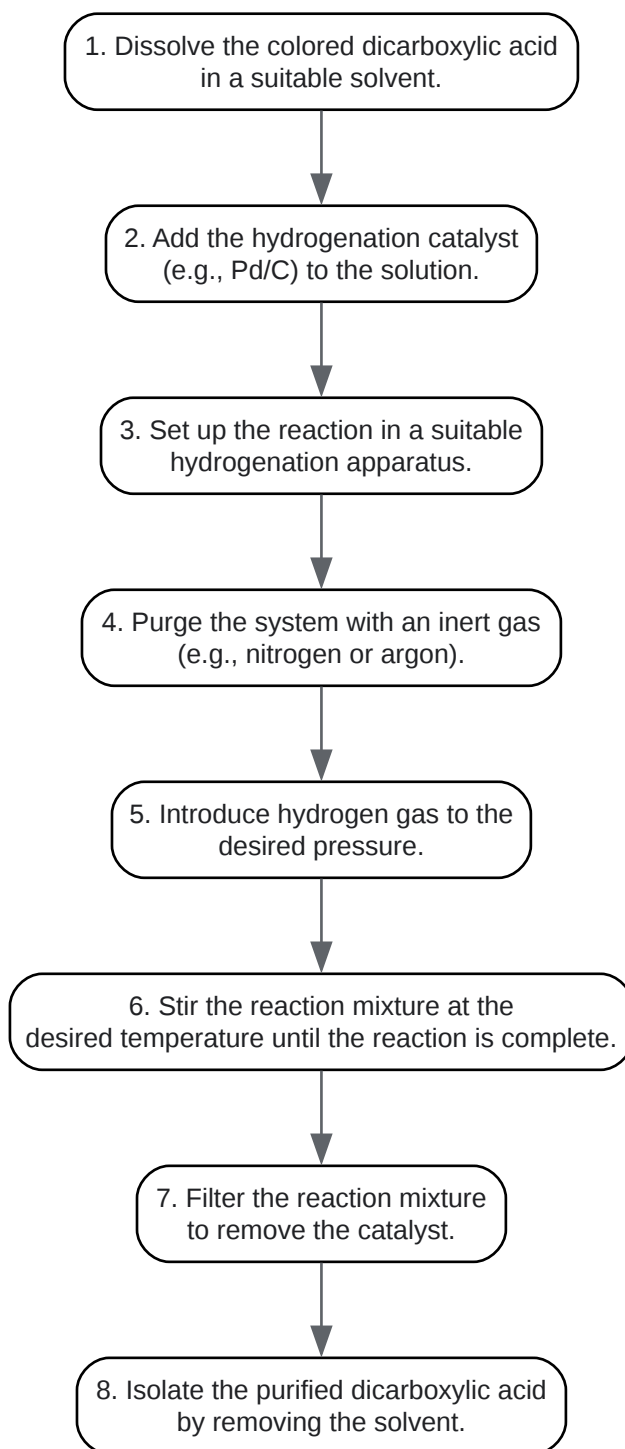 1. Dissolve the colored dicarboxylic acid
in a suitable solvent.
2. Add the hydrogenation catalyst
(e.g., Pd/C) to the solution.
3. Set up the reaction in a suitable
hydrogenation apparatus.
4. Purge the system with an inert gas
(e.g., nitrogen or argon).
5. Introduce hydrogen gas to the
desired pressure.
6. Stir the reaction mixture at the
desired temperature until the reaction is complete.
7. Filter the reaction mixture
to remove the catalyst.
8. Isolate the purified dicarboxylic acid
by removing the solvent.